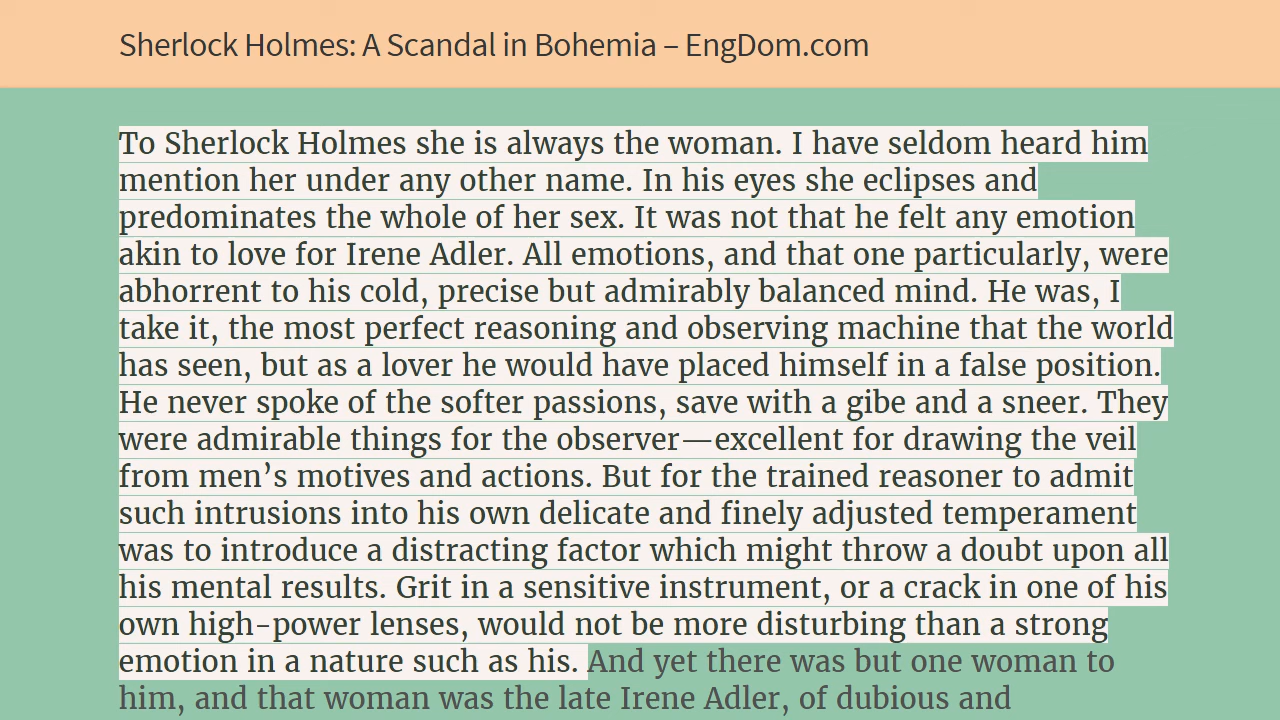 Sherlock Holmes: A Scandal in Bohemia – EngDom.com
To Sherlock Holmes she is always the woman. I have seldom heard him
mention her under any other name. In his eyes she eclipses and
predominates the whole of her sex. It was not that he felt any emotion
akin to love for Irene Adler. All emotions, and that one particularly, were
abhorrent to his cold, precise but admirably balanced mind. He was, I
take it, the most perfect reasoning and observing machine that the world
has seen, but as a lover he would have placed himself in a false position.
He never spoke of the softer passions, save with a gibe and a sneer. They
were admirable things for the observer—excellent for drawing the veil
from men’s motives and actions. But for the trained reasoner to admit
such intrusions into his own delicate and finely adjusted temperament
was to introduce a distracting factor which might throw a doubt upon all
his mental results. Grit in a sensitive instrument, or a crack in one of his
own high-power lenses, would not be more disturbing than a strong
emotion in a nature such as his. And yet there was but one woman to
him, and that woman was the late Irene Adler, of dubious and